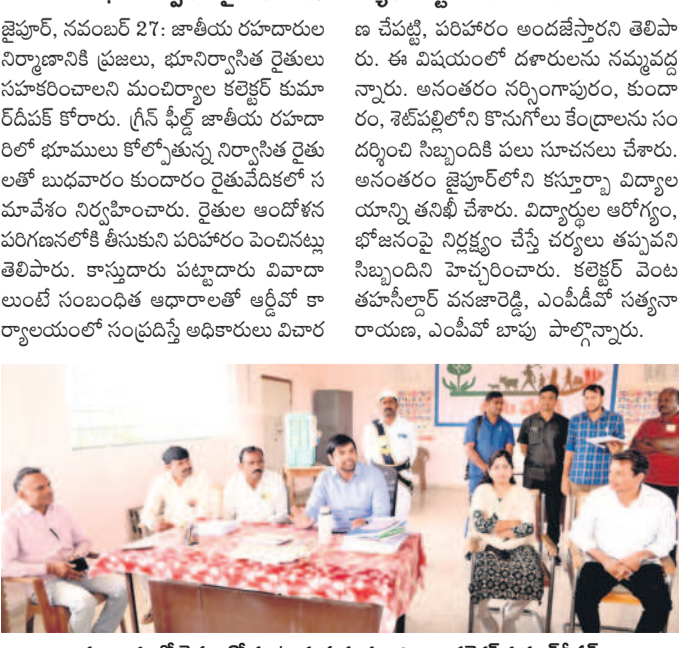 జైపూర్, నవంబర్ 27: జాతీయ రహదారుల
నిర్మాణానికి ప్రజలు, భూనిర్వాసిత రైతులు
సహకరించాలని మంచిర్యాల కలెక్టర్ కుమా
ర్‌దీపక్ కోరారు. గ్రీన్ ఫీల్డ్ జాతీయ రహదా
రిలో భూములు కోల్పోతున్న నిర్వాసిత రైతు
లతో బుధవారం కుందారం రైతువేదికలో స
మావేశం నిర్వహించారు. రైతుల ఆందోళన
పరిగణనలోకి తీసుకుని పరిహారం పెంచినట్లు
తెలిపారు. కాస్తుదారు పట్టాదారు వివాదా
లుంటే సంబంధిత ఆధారాలతో ఆర్డీవో కా
ర్యాలయంలో సంప్రదిస్తే అధికారులు విచార
ణ చేపట్టి, పరిహారం అందజేస్తారని తెలిపా
రు. ఈ విషయంలో దళారులను నమ్మవద్ద
న్నారు. అనంతరం నర్సింగాపురం, కుందా
రం, శెట్‌పల్లిలోని కొనుగోలు కేంద్రాలను సం
దర్శించి సిబ్బందికి పలు సూచనలు చేశారు.
అనంతరం జైపూర్‌లోని కస్తూర్బా విద్యాల
యాన్ని తనిఖీ చేశారు. విద్యార్థుల ఆరోగ్యం,
భోజనంపై నిర్లక్ష్యం చేస్తే చర్యలు తప్పవని
సిబ్బందిని హెచ్చరించారు. కలెక్టర్ వెంట
తహసీల్దార్ వనజారెడ్డి, ఎంపీడీవో సత్యనా
రాయణ, ఎంపీవో బాపు పాల్గొన్నారు.